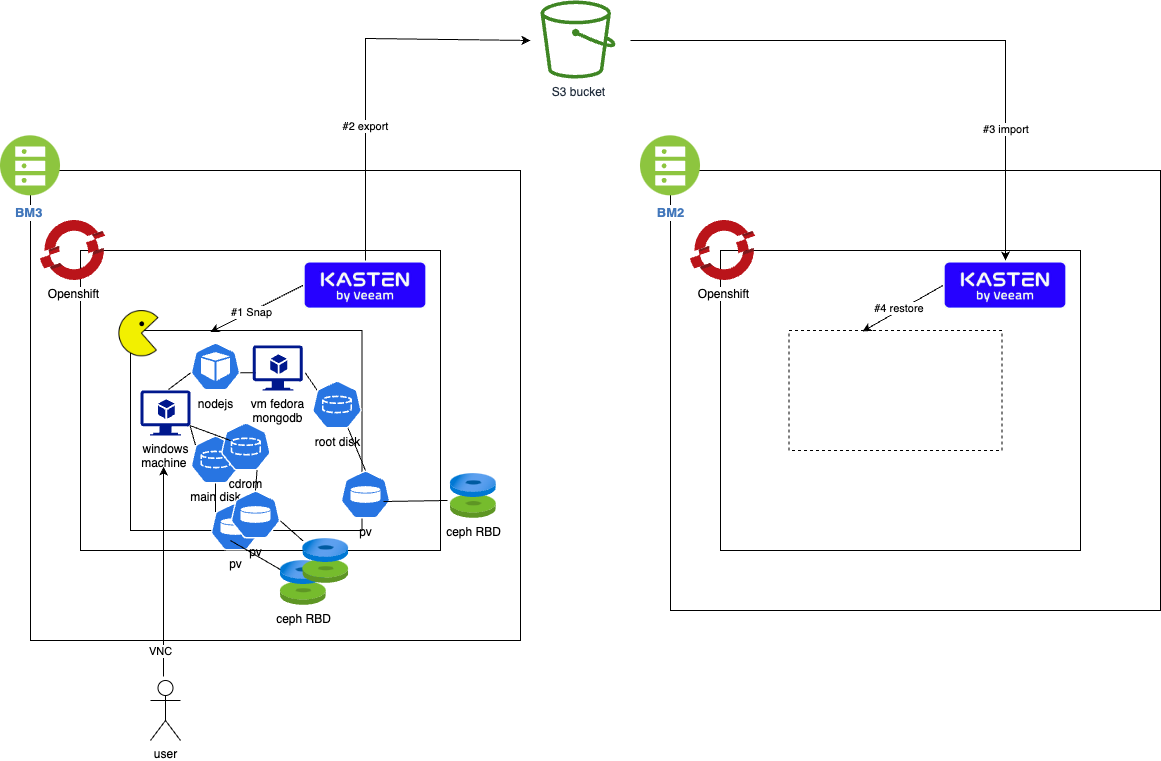 S3 bucket
#2 export
#3 import
BM3
BM2
Openshift
KASTEN
by Veeam
Openshift
KASTEN
by Veeam
#1 Snap
#4 restore
nodejs
vm fedora
mongodb
windows
machine
root disk
cdrom
main disk
pv
ceph RBD
pv
pv
ceph RBD
VNC
user